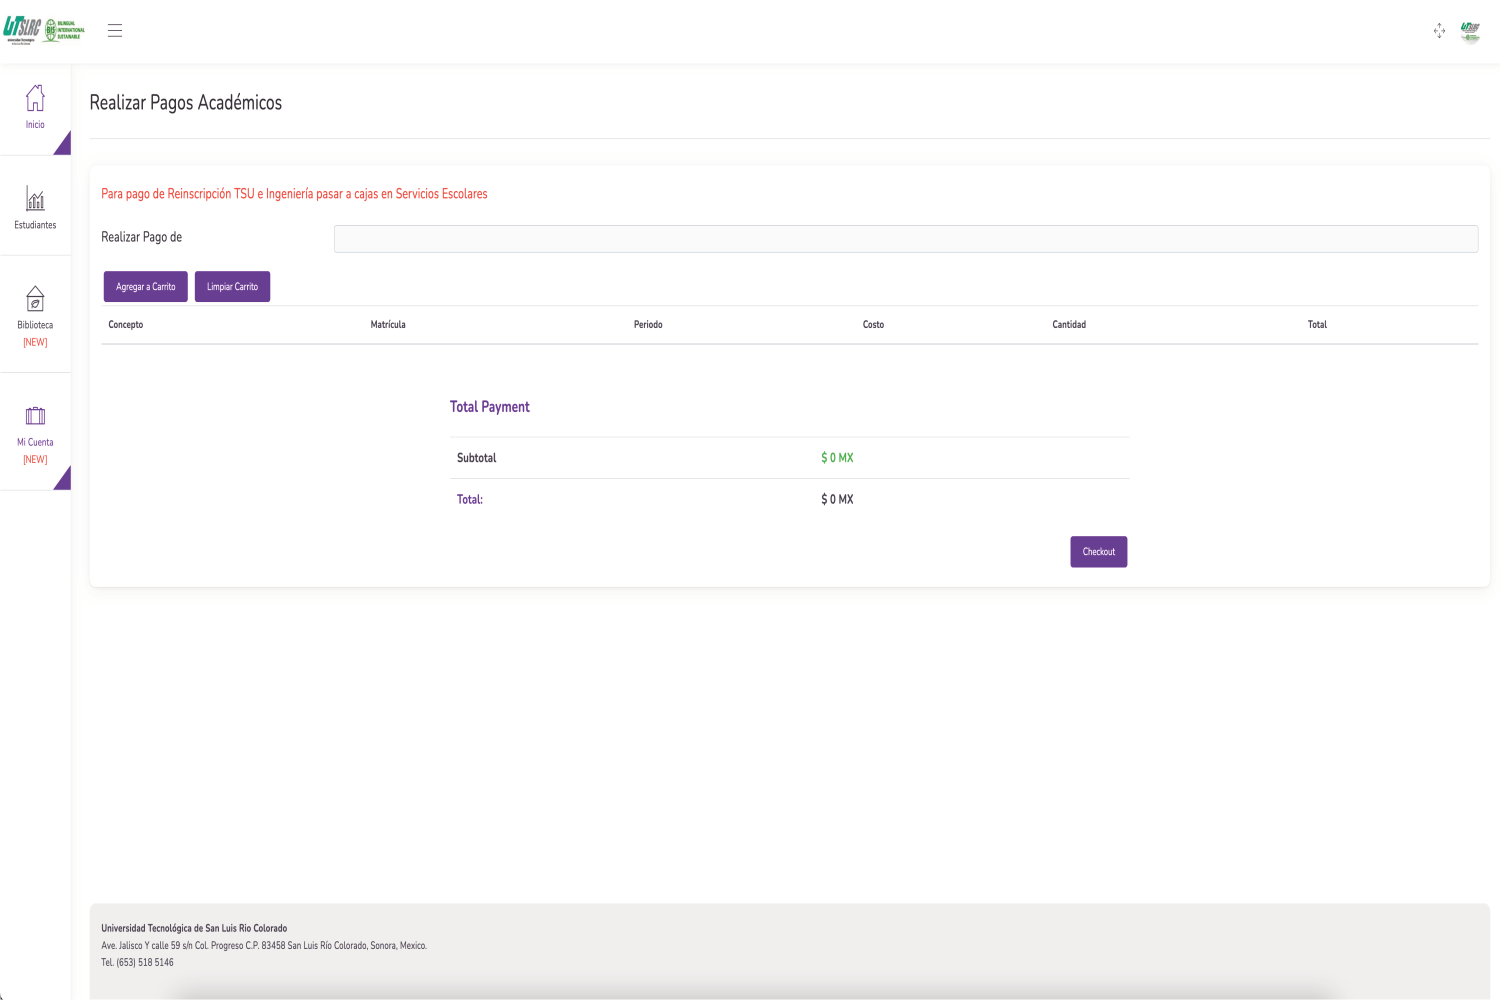 UTSLRC BIS BILINGUAL
INTERNATIONAL
SUSTAINABLE
Inicio
Estudiantes
Biblioteca
[NEW]
Mi Cuenta
[NEW]
Realizar Pagos Académicos
Para pago de Reinscripción TSU e Ingeniería pasar a cajas en Servicios Escolares
Realizar Pago de
Agregar a Carrito Limpiar Carrito
Concepto Matrícula Periodo Costo Cantidad Total
Total Payment
Subtotal $ 0 MX
Total: $ 0 MX
Checkout
Universidad Tecnológica de San Luis Rio Colorado
Ave. Jalisco Y calle 59 s/n Col. Progreso C.P. 83458 San Luis Río Colorado, Sonora, Mexico.
Tel. (653) 518 5146